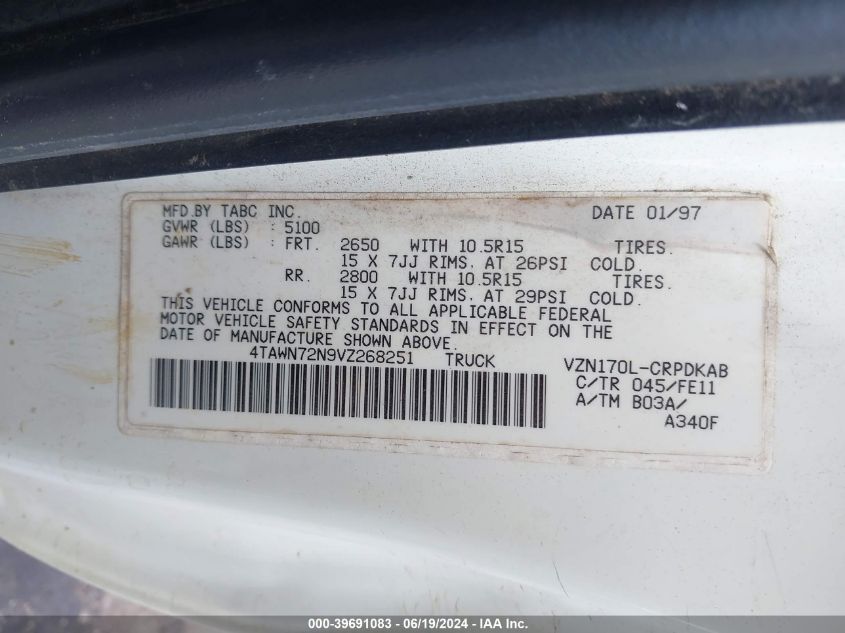 MFD.BY TABC INC. DATE 01/97
GVWR (LBS) : 5100
GAWR (LBS) : FRT. 2650 WITH 10.5R15 TIRES.
15 X 7JJ RIMS. AT 26PSI COLD.
RR. 2800 WITH 10.5R15 TIRES.
15 X 7JJ RIMS. AT 29PSI COLD.
THIS VEHICLE CONFORMS TO ALL APPLICABLE FEDERAL
MOTOR VEHICLE SAFETY STANDARDS IN EFFECT ON THE
DATE OF MANUFACTURE SHOWN ABOVE.
4TAWN72N9VZ268251 TRUCK VZN170L-CRPDKAB
C/TR 045/FE11
A/TM B03A/
A340F
000-39691083 - 06/19/2024 - IAA Inc.